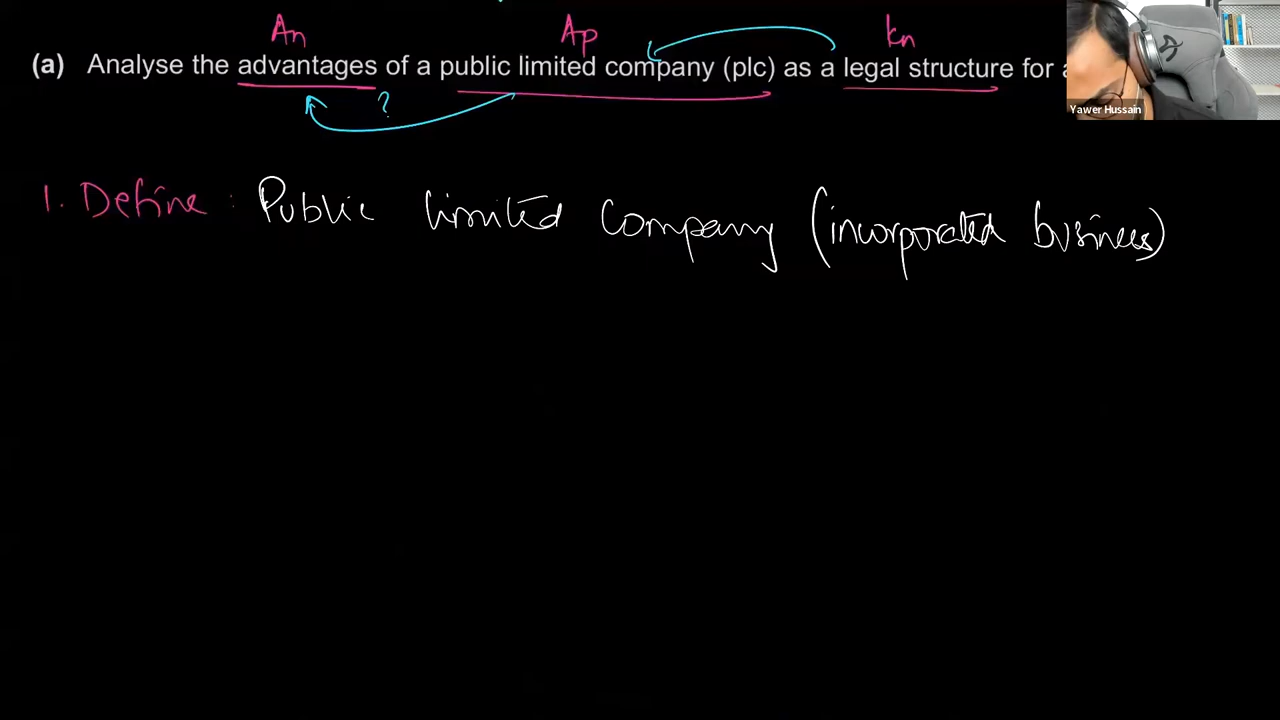 An Ap kn
(a) Analyse the advantages of a public limited company (plc) as a legal structure for
?
Yawer Hussain
1. Define : Public limited company (incorporated business)